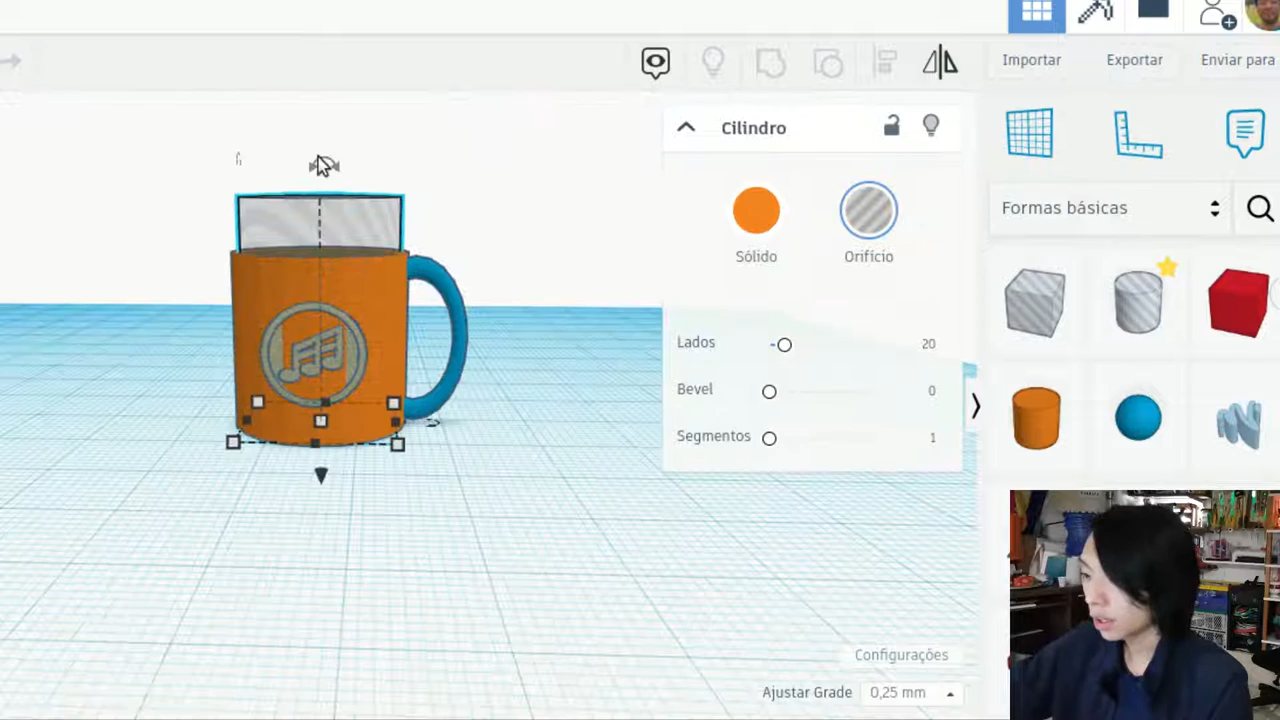 Importar
Exportar
Enviar para
Cilindro
Formas básicas
Sólido
Orifício
Lados
20
Bevel
0
Segmentos
1
Configurações
Ajustar Grade
0,25 mm